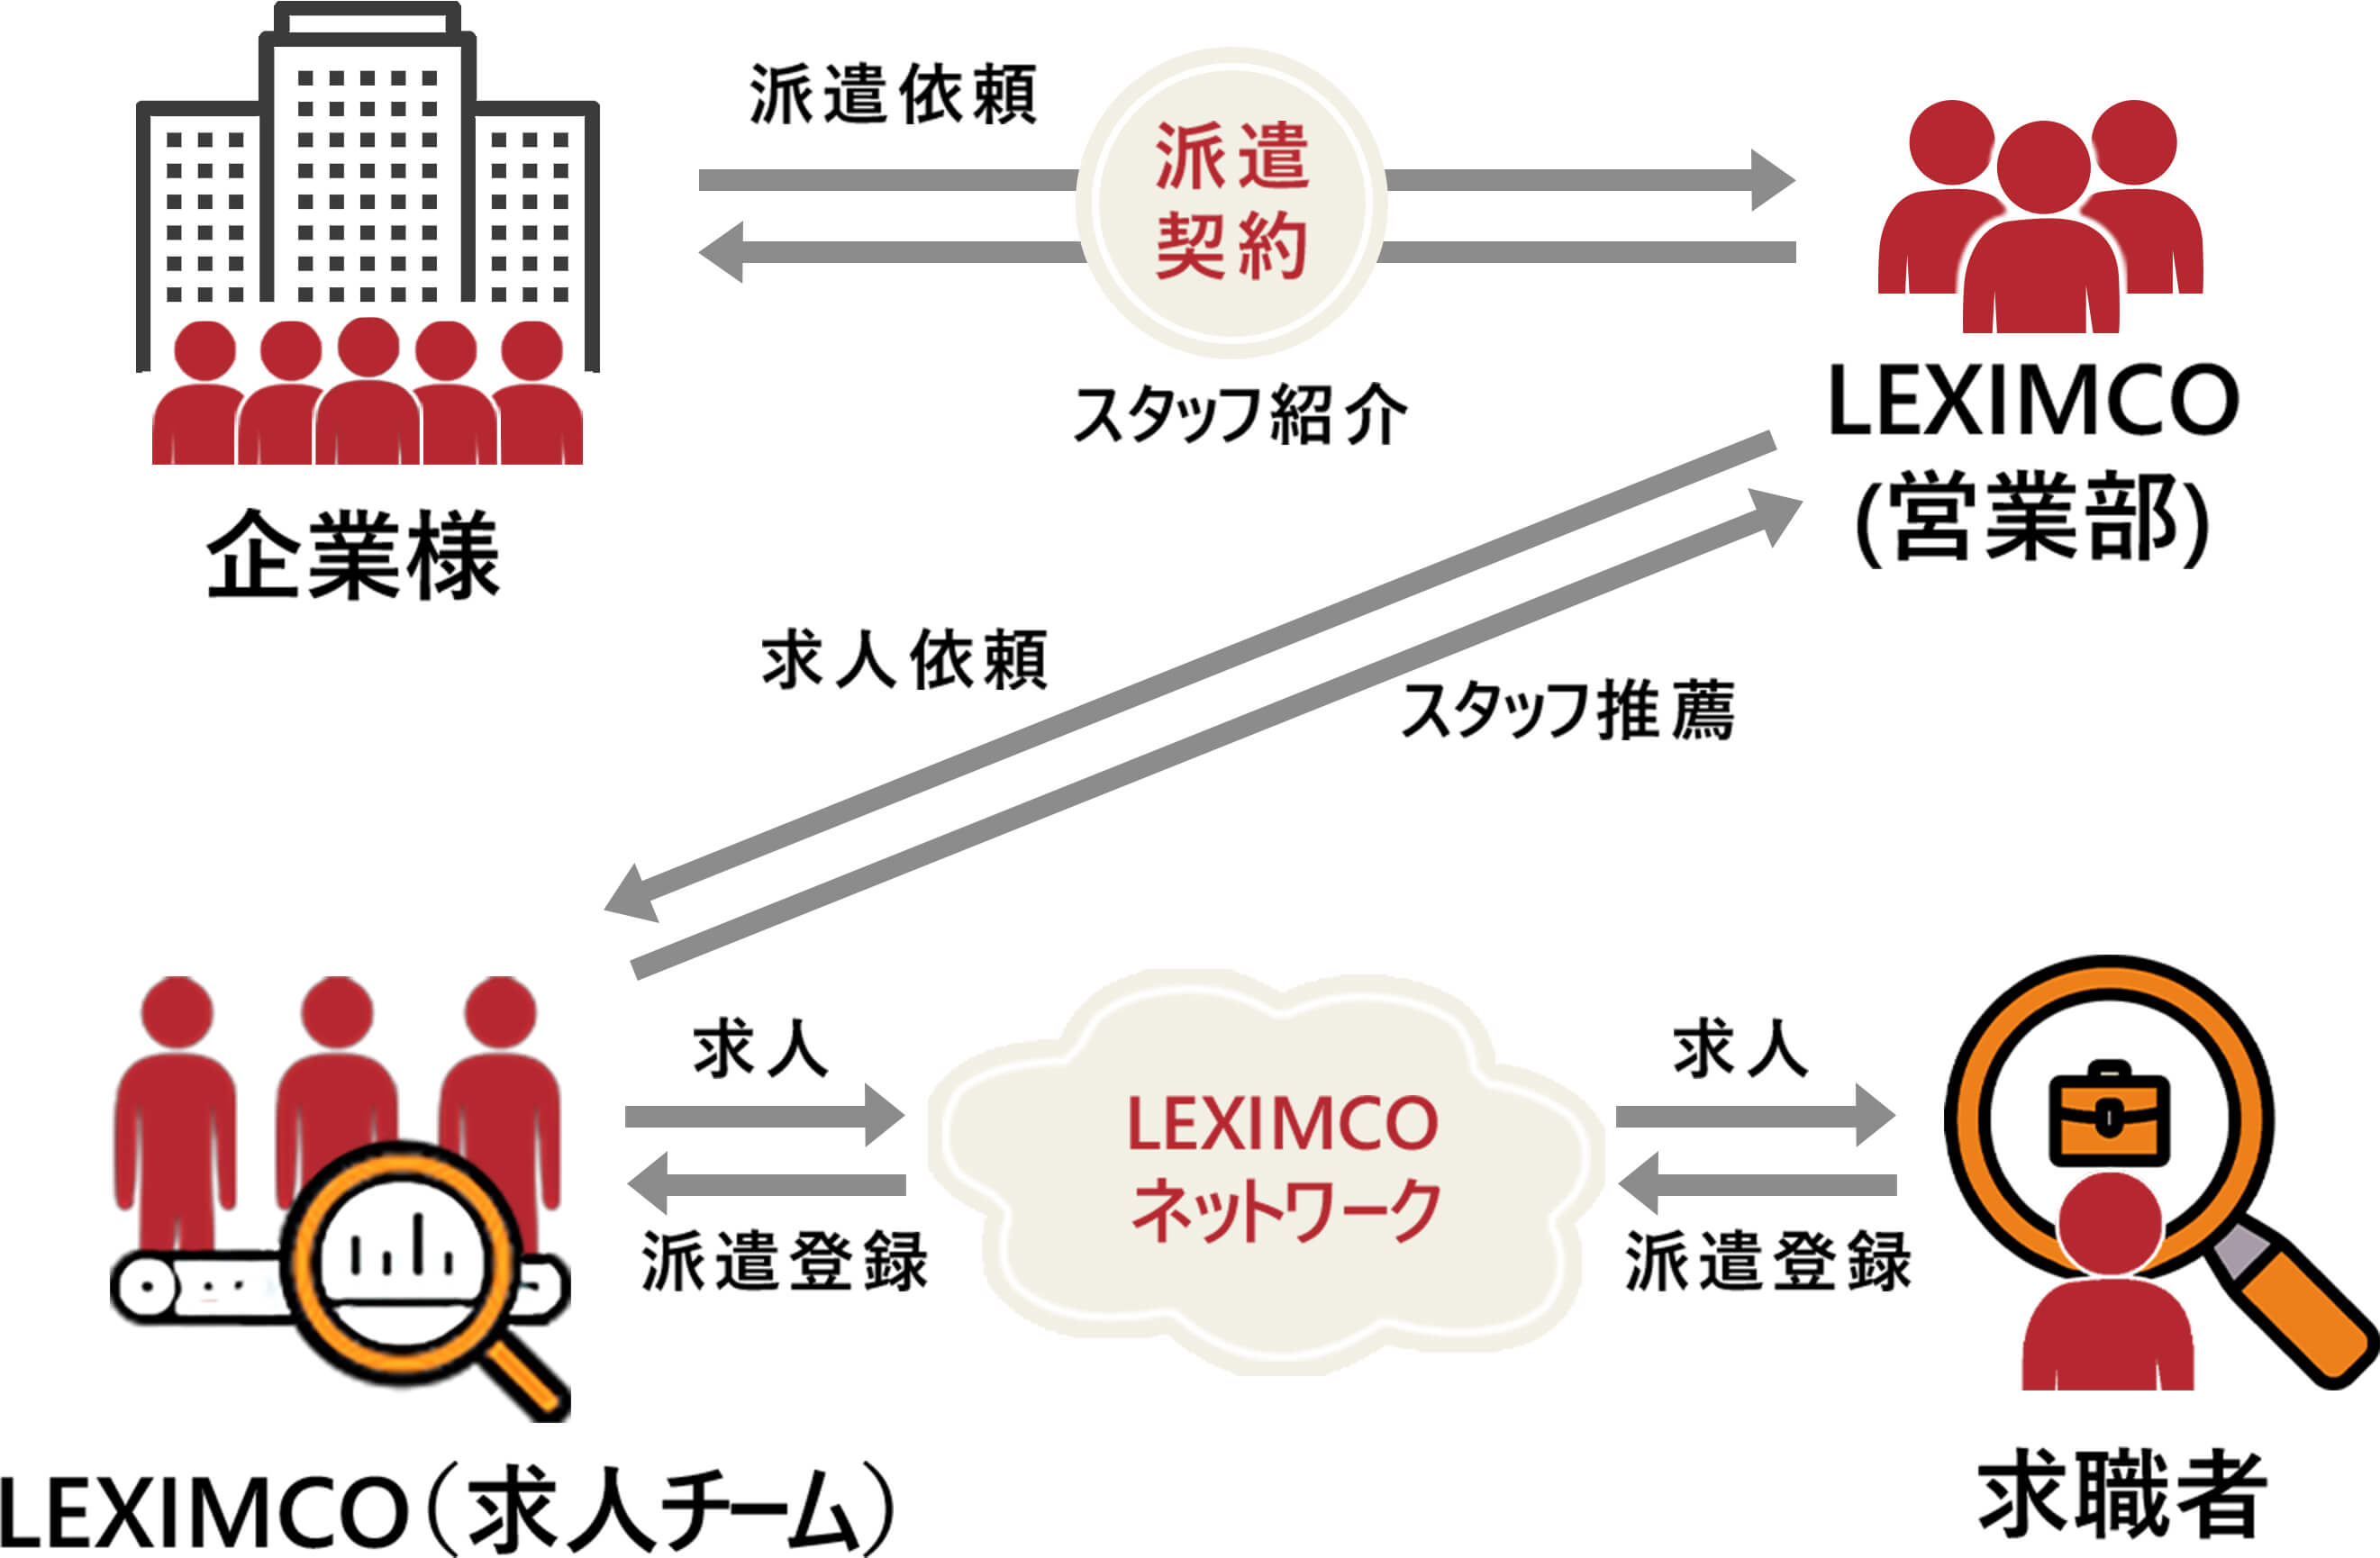 派遣依頼
派遣
契約
スタッフ紹介
企業様
LEXIMCO
(営業部)
求人依頼
スタッフ推薦
求人
派遣登録
LEXIMCO
ネットワーク
求人
派遣登録
LEXIMCO（求人チーム）
求職者